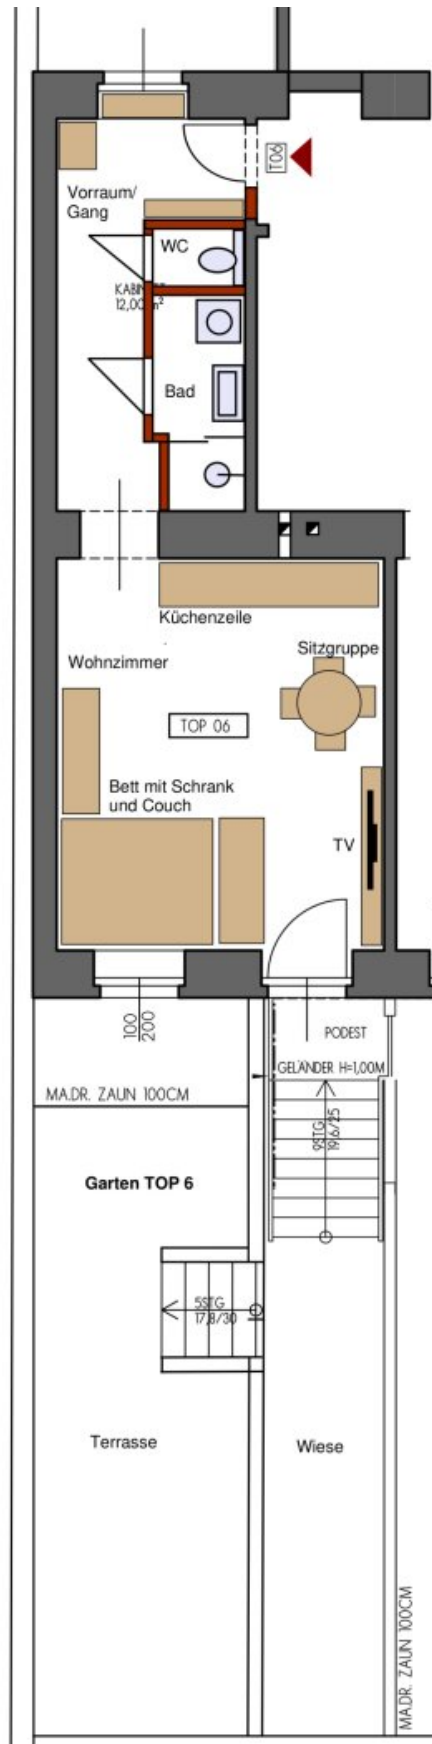 T06
Vorraum/
Gang
WC
12,00m²
Bad
Küchenzeile
Sitzgruppe
Wohnzimmer
TOP 06
Bett mit Schrank
und Couch
TV
100
200
PODEST
GELÄNDER H=1,00M
MA.DR. ZAUN 100CM
9STG
19,6/25
Garten TOP 6
5STG
17,8/30
Terrasse
Wiese
MA.DR. ZAUN 100CM